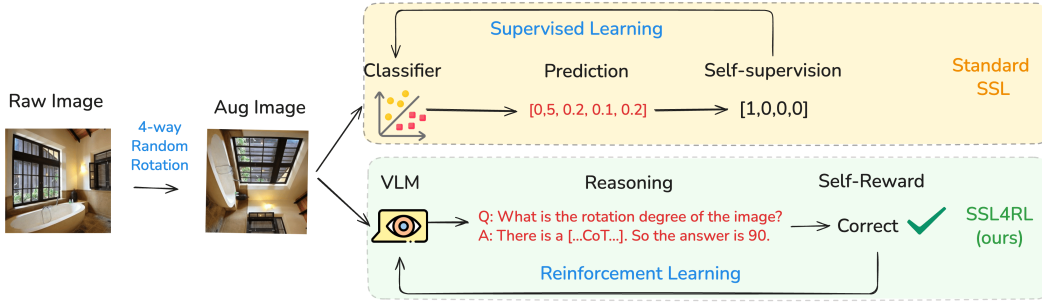 Raw Image
4-way
Random
Rotation
Aug Image
Supervised Learning
Classifier
Prediction
Self-supervision
[0,5, 0.2, 0.1, 0.2]
[1,0,0,0]
Standard
SSL
VLM
Reasoning
Self-Reward
Q: What is the rotation degree of the image?
A: There is a [...CoT...]. So the answer is 90.
Correct
SSL4RL
(ours)
Reinforcement Learning